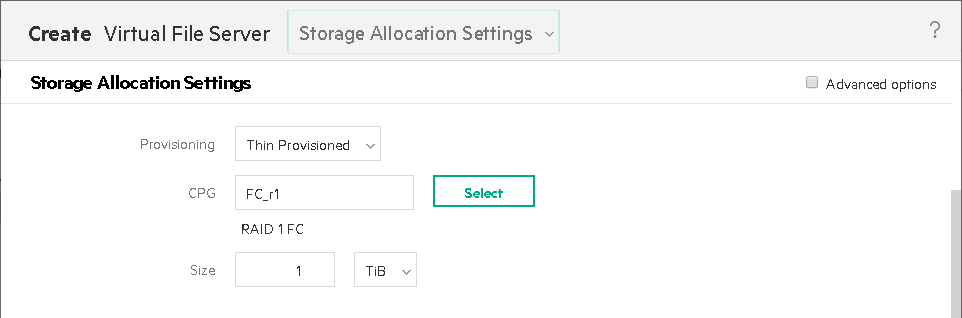 Create Virtual File Server Storage Allocation Settings ?
Storage Allocation Settings Advanced options
Provisioning Thin Provisioned
CPG FC_r1 Select
RAID 1 FC
Size 1 TiB